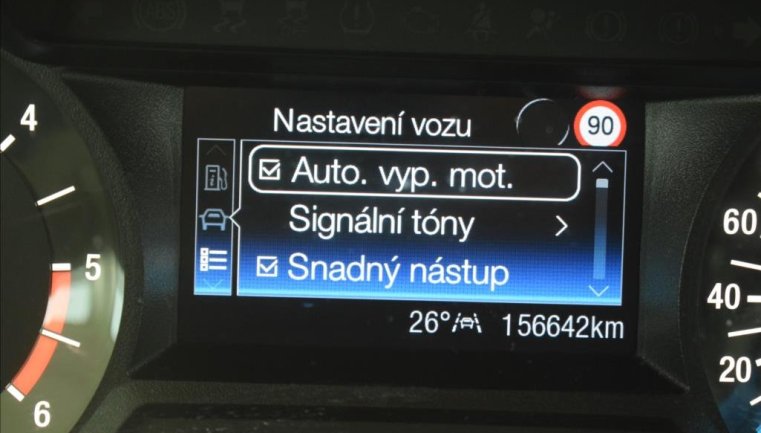 Nastavení vozu
90
Auto. vyp. mot.
Signální tóny
Snadný nástup
26°
156642km
4
5
6
60
40
20